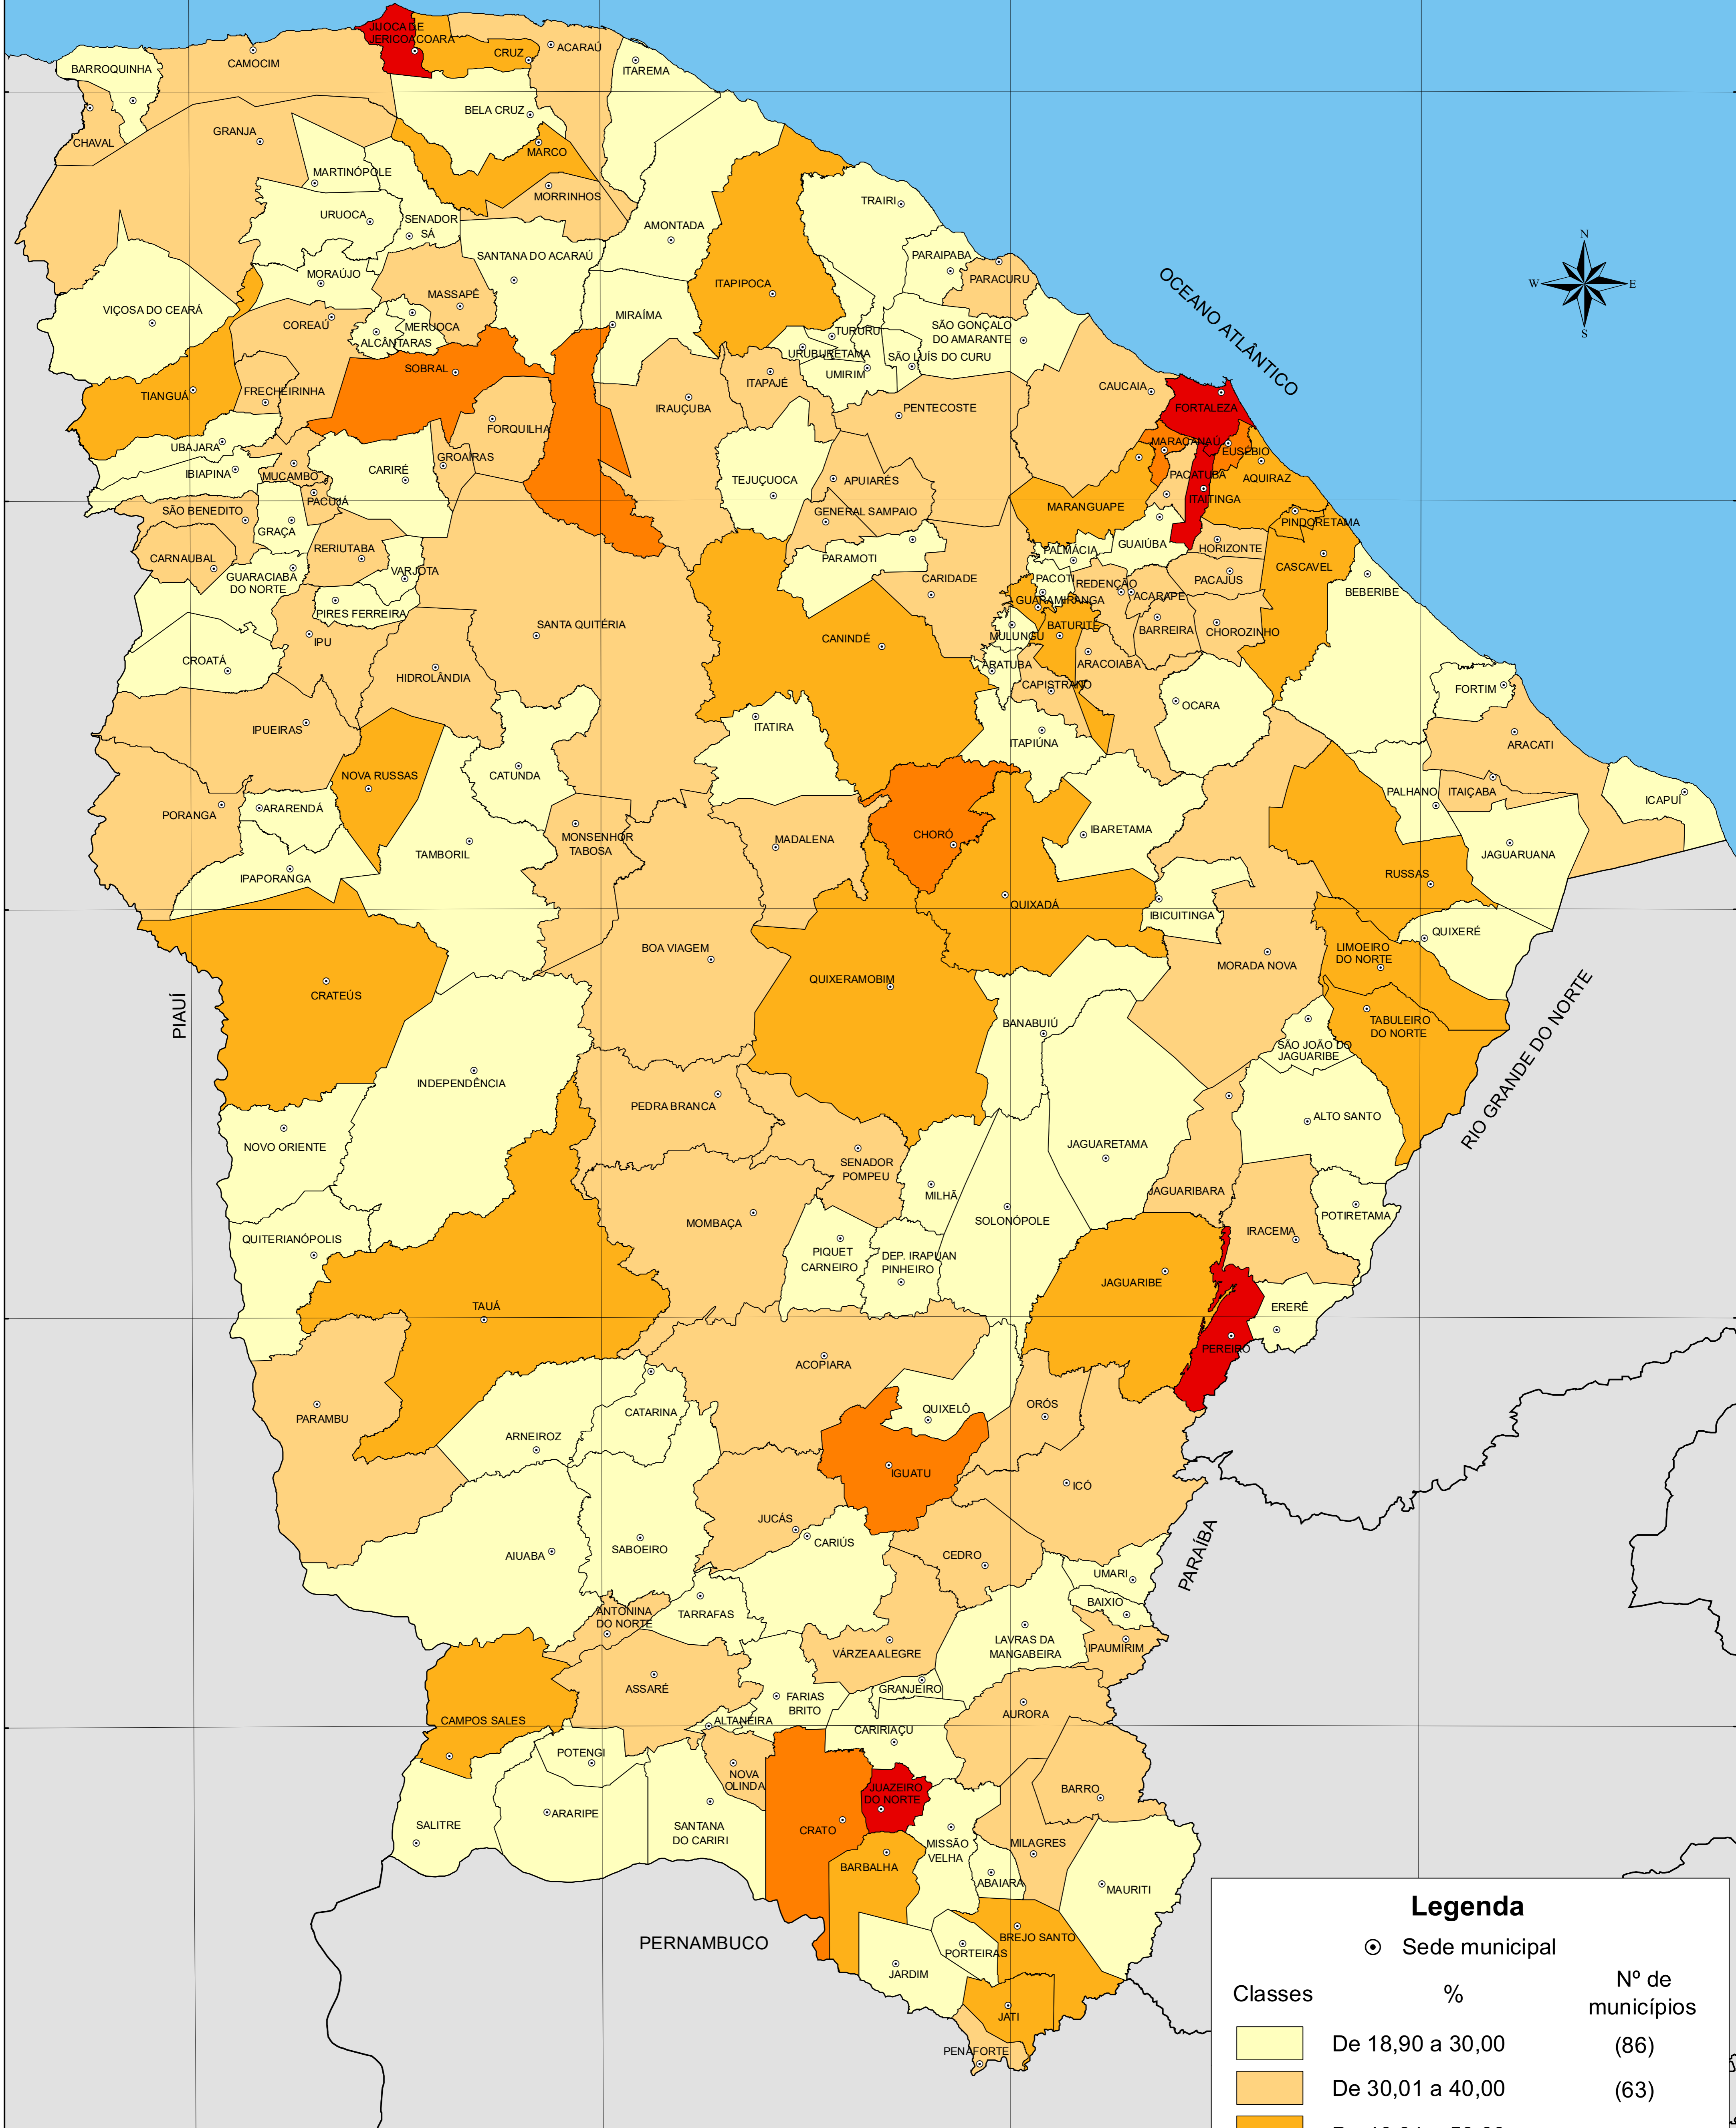 JIJOCA DE
JERICOACOARA
CRUZ
ACARAÚ
CAMOCIM
BARROQUINHA
ITAREMA
BELA CRUZ
GRANJA
CHAVAL
MARCO
MARTINÓPOLE
MORRINHOS
TRAIRI
URUOCA
SENADOR
SÁ
AMONTADA
N
W
E
S
PARAIPABA
PARACURU
SANTANA DO ACARAÚ
MORAÚJO
OCEANO ATLÂNTICO
ITAPIPOCA
MASSAPÊ
VIÇOSA DO CEARÁ
MIRAÍMA
COREAÚ
MERUOCA
TURURU
SÃO GONÇALO
DO AMARANTE
ALCÂNTARAS
URUBURETAMA
SÃO LUÍS DO CURU
SOBRAL
UMIRIM
ITAPAJÉ
CAUCAIA
FRECHEIRINHA
TIANGUÁ
IRAUÇUBA
PENTECOSTE
FORTALEZA
FORQUILHA
MARACANAÚ
UBAJARA
EUSÉBIO
GROAÍRAS
IBIAPINA
MUCAMBO
CARIRÉ
TEJUÇUOCA
APUIARÉS
PACATUBA
AQUIRAZ
PACUJÁ
ITAITINGA
MARANGUAPE
SÃO BENEDITO
GENERAL SAMPAIO
PINDORETAMA
GRAÇA
GUAIÚBA
RERIUTABA
HORIZONTE
PALMÁCIA
CARNAUBAL
PARAMOTI
CASCAVEL
VARJOTA
GUARACIABA
DO NORTE
CARIDADE
PACOTI
REDENÇÃO
PACAJUS
BEBERIBE
ACARAPE
GUARAMIRANGA
PIRES FERREIRA
SANTA QUITÉRIA
BATURITÉ
BARREIRA
CHOROZINHO
MULUNGU
CANINDÉ
IPU
CROATÁ
ARATUBA
ARACOIABA
HIDROLÂNDIA
CAPISTRANO
FORTIM
OCARA
ITATIRA
IPUEIRAS
ITAPIÚNA
ARACATI
NOVA RUSSAS
CATUNDA
PALHANO
ITAIÇABA
ICAPUÍ
ARARENDÁ
PORANGA
IBARETAMA
CHORÓ
MONSENHOR
TABOSA
MADALENA
TAMBORIL
JAGUARUANA
RUSSAS
IPAPORANGA
QUIXADÁ
IBICUITINGA
QUIXERÉ
LIMOEIRO
DO NORTE
BOA VIAGEM
MORADA NOVA
QUIXERAMOBIM
CRATEÚS
PIAUÍ
TABULEIRO
DO NORTE
BANABUIÚ
SÃO JOÃO DO
JAGUARIBE
RIO GRANDE DO NORTE
INDEPENDÊNCIA
PEDRA BRANCA
ALTO SANTO
NOVO ORIENTE
JAGUARETAMA
SENADOR
POMPEU
JAGUARIBARA
MILHÃ
POTIRETAMA
SOLONÓPOLE
MOMBAÇA
IRACEMA
QUITERIANÓPOLIS
PIQUET
CARNEIRO
DEP. IRAPUAN
PINHEIRO
JAGUARIBE
TAUÁ
ERERÊ
PEREIRO
ACOPIARA
ORÓS
QUIXELÔ
CATARINA
PARAMBU
ARNEIROZ
IGUATU
ICÓ
JUCÁS
CARIÚS
SABOEIRO
AIUABA
CEDRO
PARAÍBA
UMARI
BAIXIO
ANTONINA
DO NORTE
TARRAFAS
LAVRAS DA
MANGABEIRA
IPAUMIRIM
VÁRZEA ALEGRE
ASSARÉ
GRANJEIRO
FARIAS
BRITO
AURORA
CAMPOS SALES
ALTANEIRA
CARIRIAÇU
POTENGI
NOVA
OLINDA
JUAZEIRO
DO NORTE
BARRO
ARARIPE
SALITRE
SANTANA
DO CARIRI
CRATO
MISSÃO
VELHA
MILAGRES
BARBALHA
ABAIARA
MAURITI
PERNAMBUCO
BREJO SANTO
PORTEIRAS
JARDIM
JATI
PENAFORTE
Legenda
Sede municipal
Classes
%
Nº de
municípios
De 18,90 a 30,00
(86)
De 30,01 a 40,00
(63)